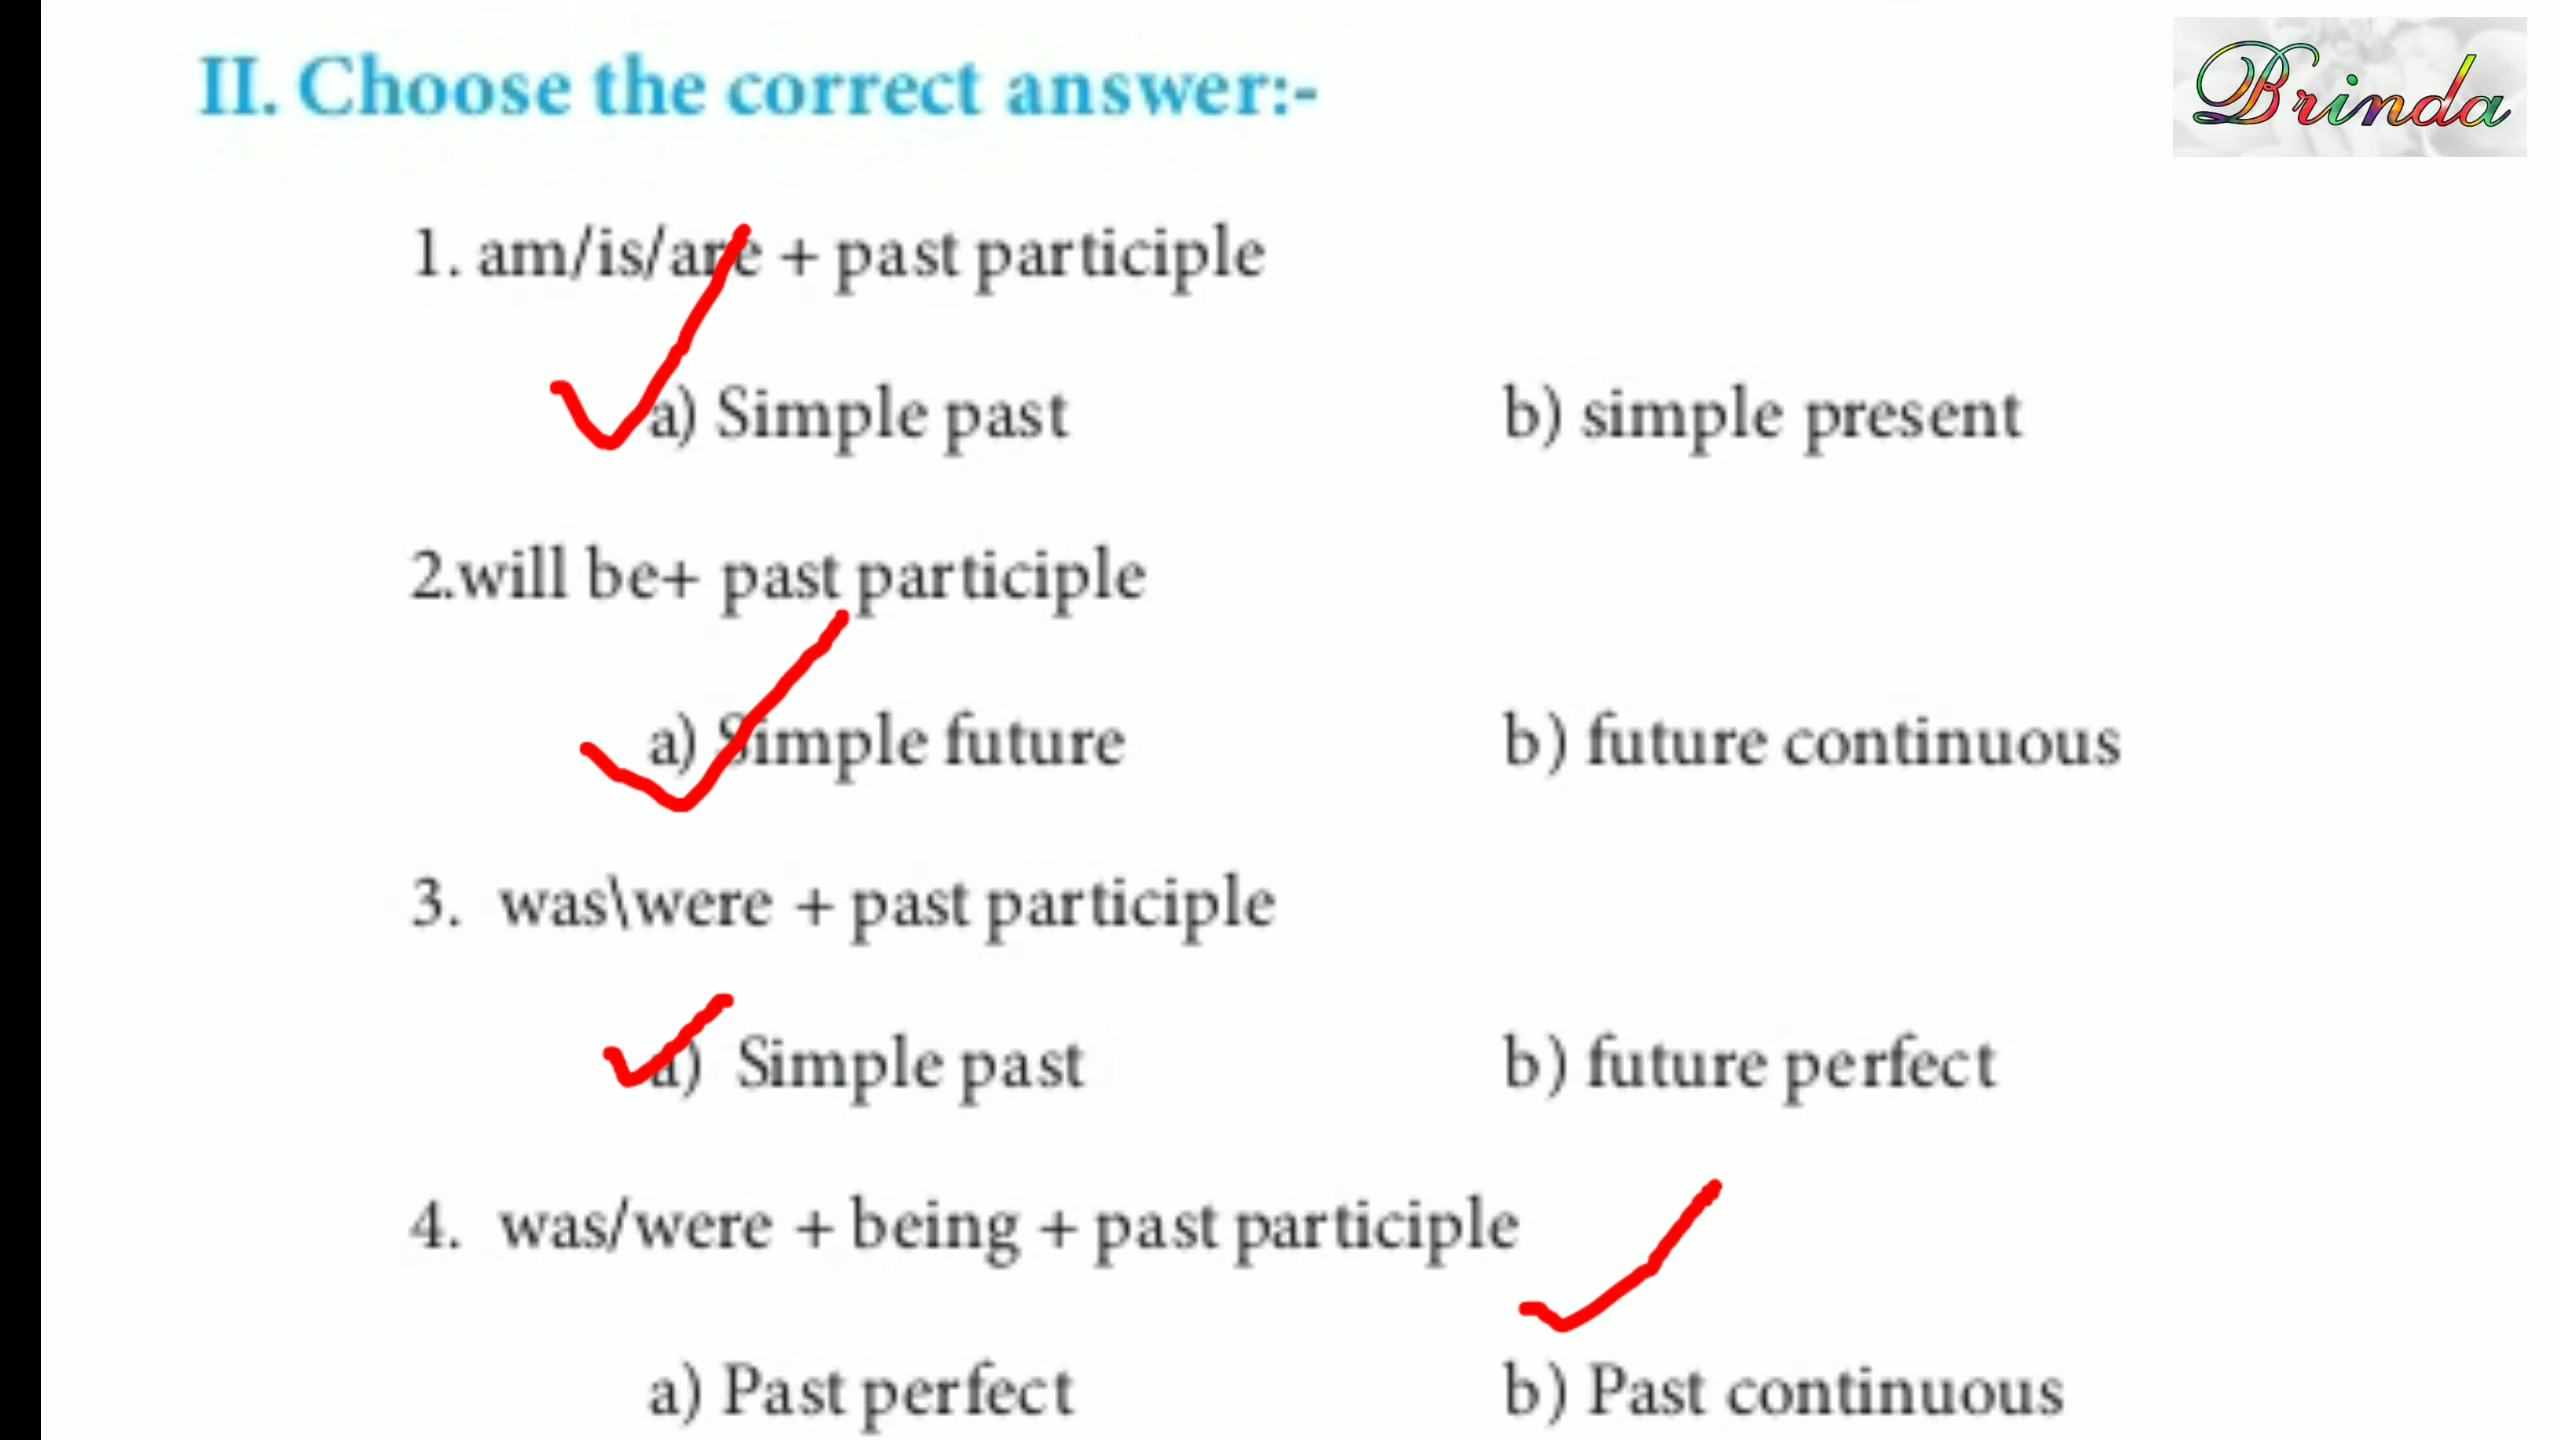 II. Choose the correct answer:-
Brinda
1. am/is/are + past participle
a) Simple past b) simple present
2.will be+ past participle
a) Simple future b) future continuous
3. was\were + past participle
a) Simple past b) future perfect
4. was/were + being + past participle
a) Past perfect b) Past continuous